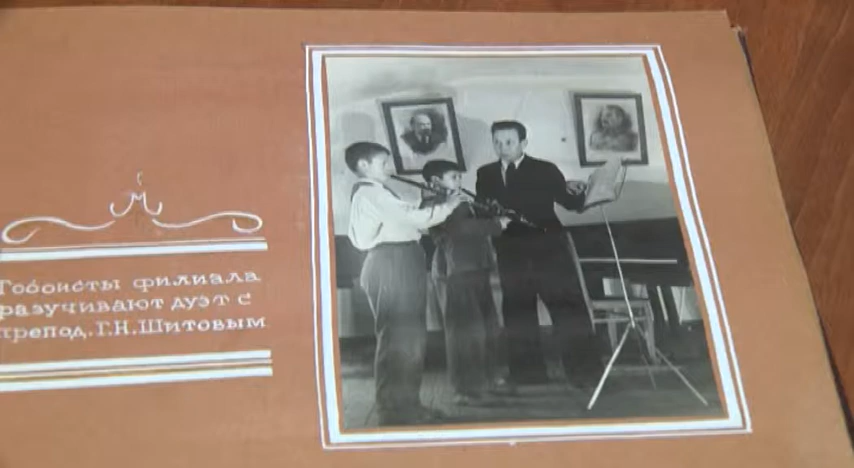 Гобоисты филиала
разучивают дуэт с
препод. Г.Н. Шитовым